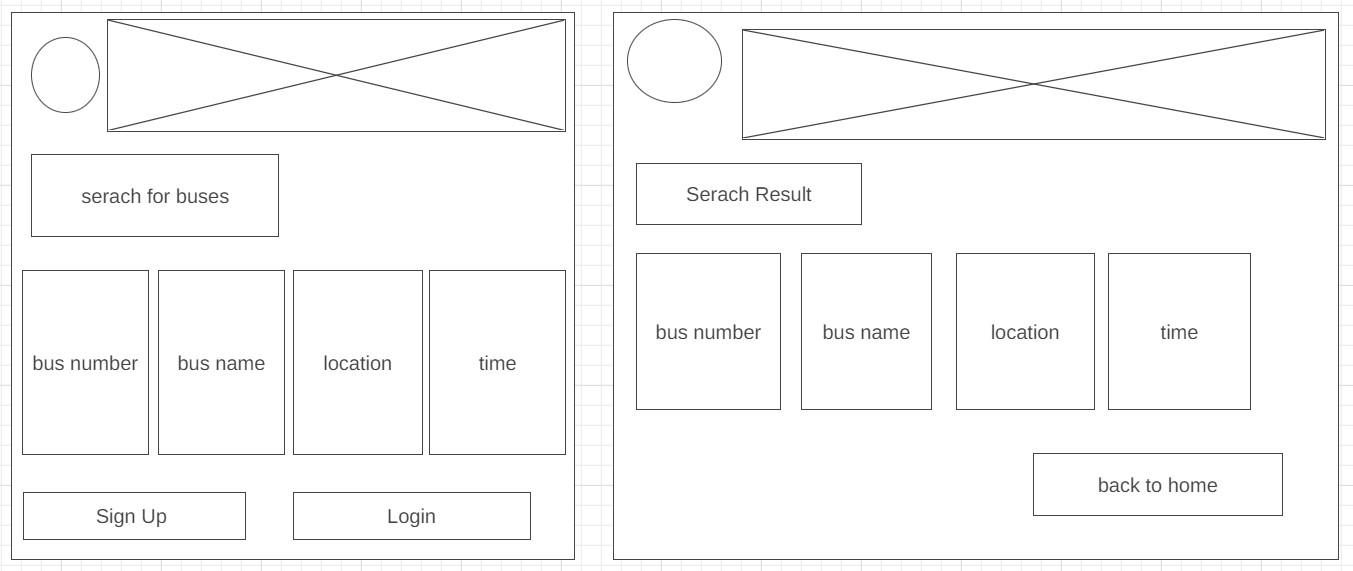 serach for buses
bus number
bus name
location
time
Sign Up
Login
Serach Result
bus number
bus name
location
time
back to home